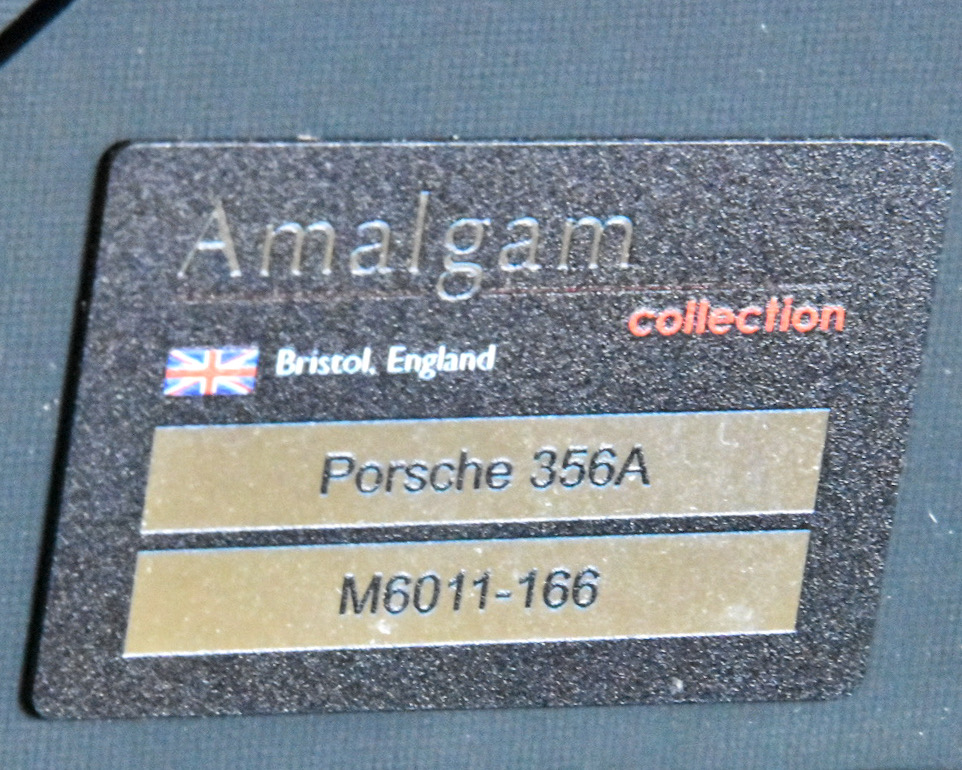 Amalgam
collection
Bristol, England
Porsche 356A
M6011-166